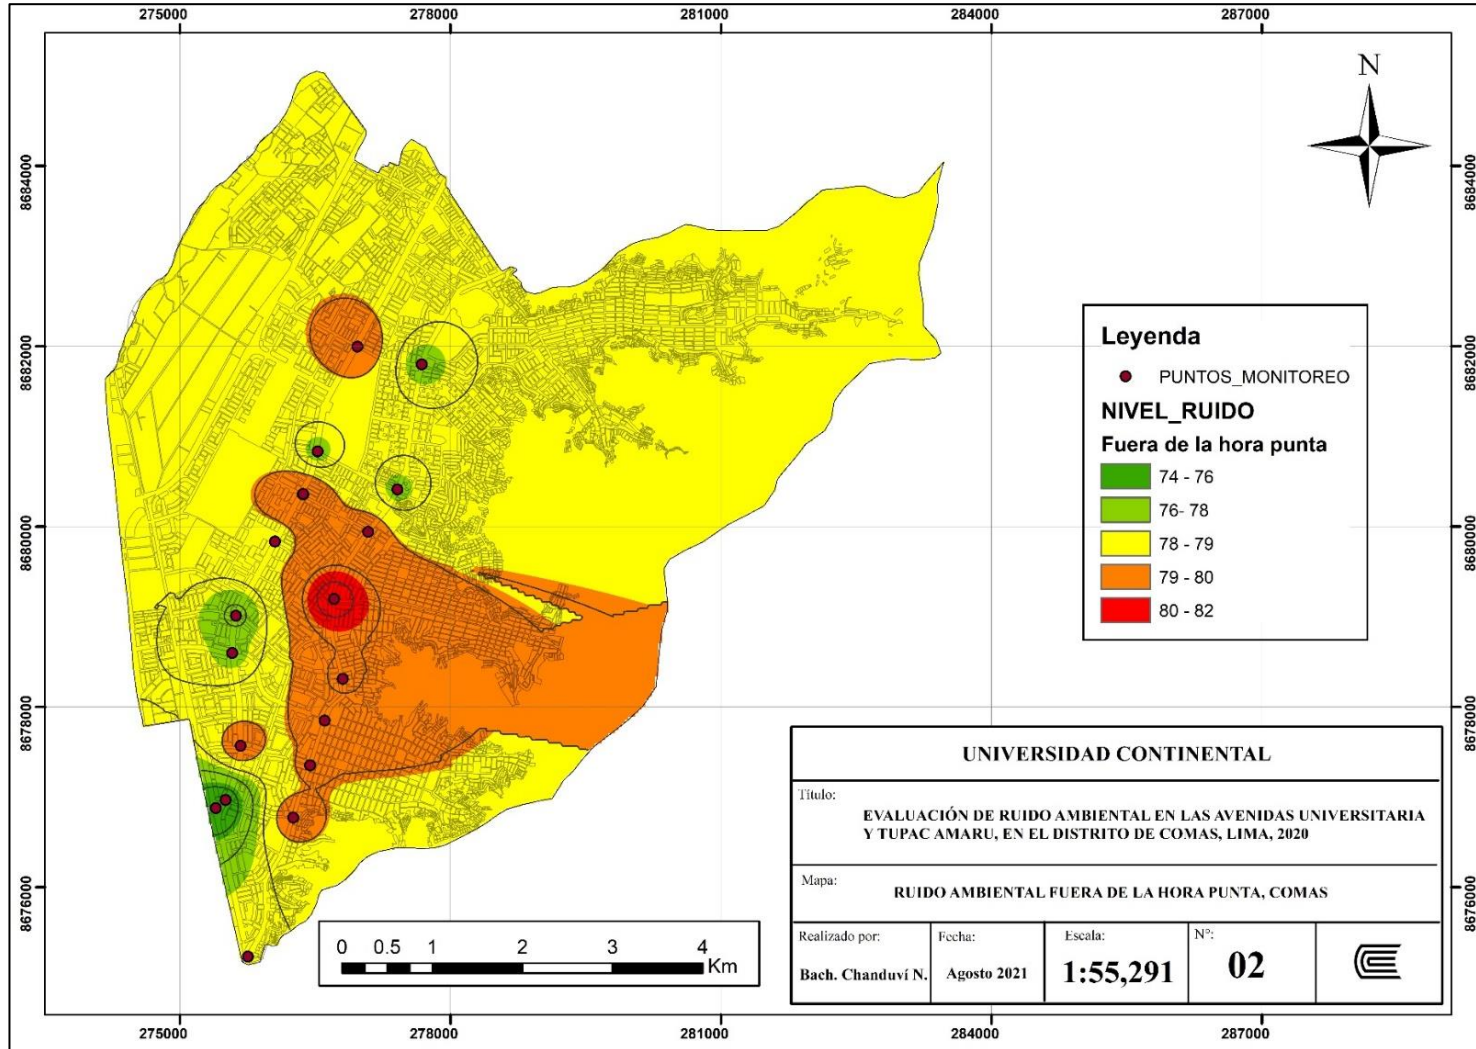 275000 278000 281000 284000 287000
N
8684000 8684000
8682000 8682000
8680000 8680000
8678000 8678000
8676000 8676000
Leyenda
PUNTOS_MONITOREO
NIVEL_RUIDO
Fuera de la hora punta
74 - 76
76- 78
78 - 79
79 - 80
80 - 82
0 0.5 1 2 3 4
Km
UNIVERSIDAD CONTINENTAL
Título:
EVALUACIÓN DE RUIDO AMBIENTAL EN LAS AVENIDAS UNIVERSITARIA
Y TUPAC AMARU, EN EL DISTRITO DE COMAS, LIMA, 2020
Mapa:
RUIDO AMBIENTAL FUERA DE LA HORA PUNTA, COMAS
Realizado por:
Bach. Chanduví N.
Fecha:
Agosto 2021
Escala:
1:55,291
N°:
02
275000 278000 281000 284000 287000